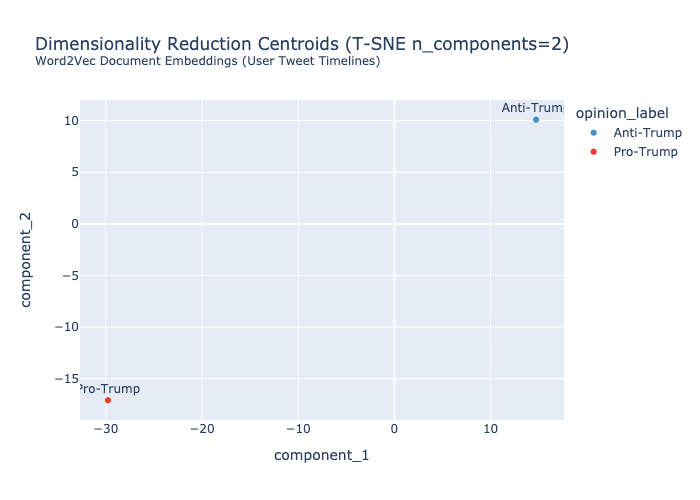 Dimensionality Reduction Centroids (T-SNE n_components=2)
Word2Vec Document Embeddings (User Tweet Timelines)
Anti-Trump
opinion_label
Anti-Trump
Pro-Trump
10
5
0
−5
−10
−15
component_2
Pro-Trump
−30
−20
−10
0
10
component_1